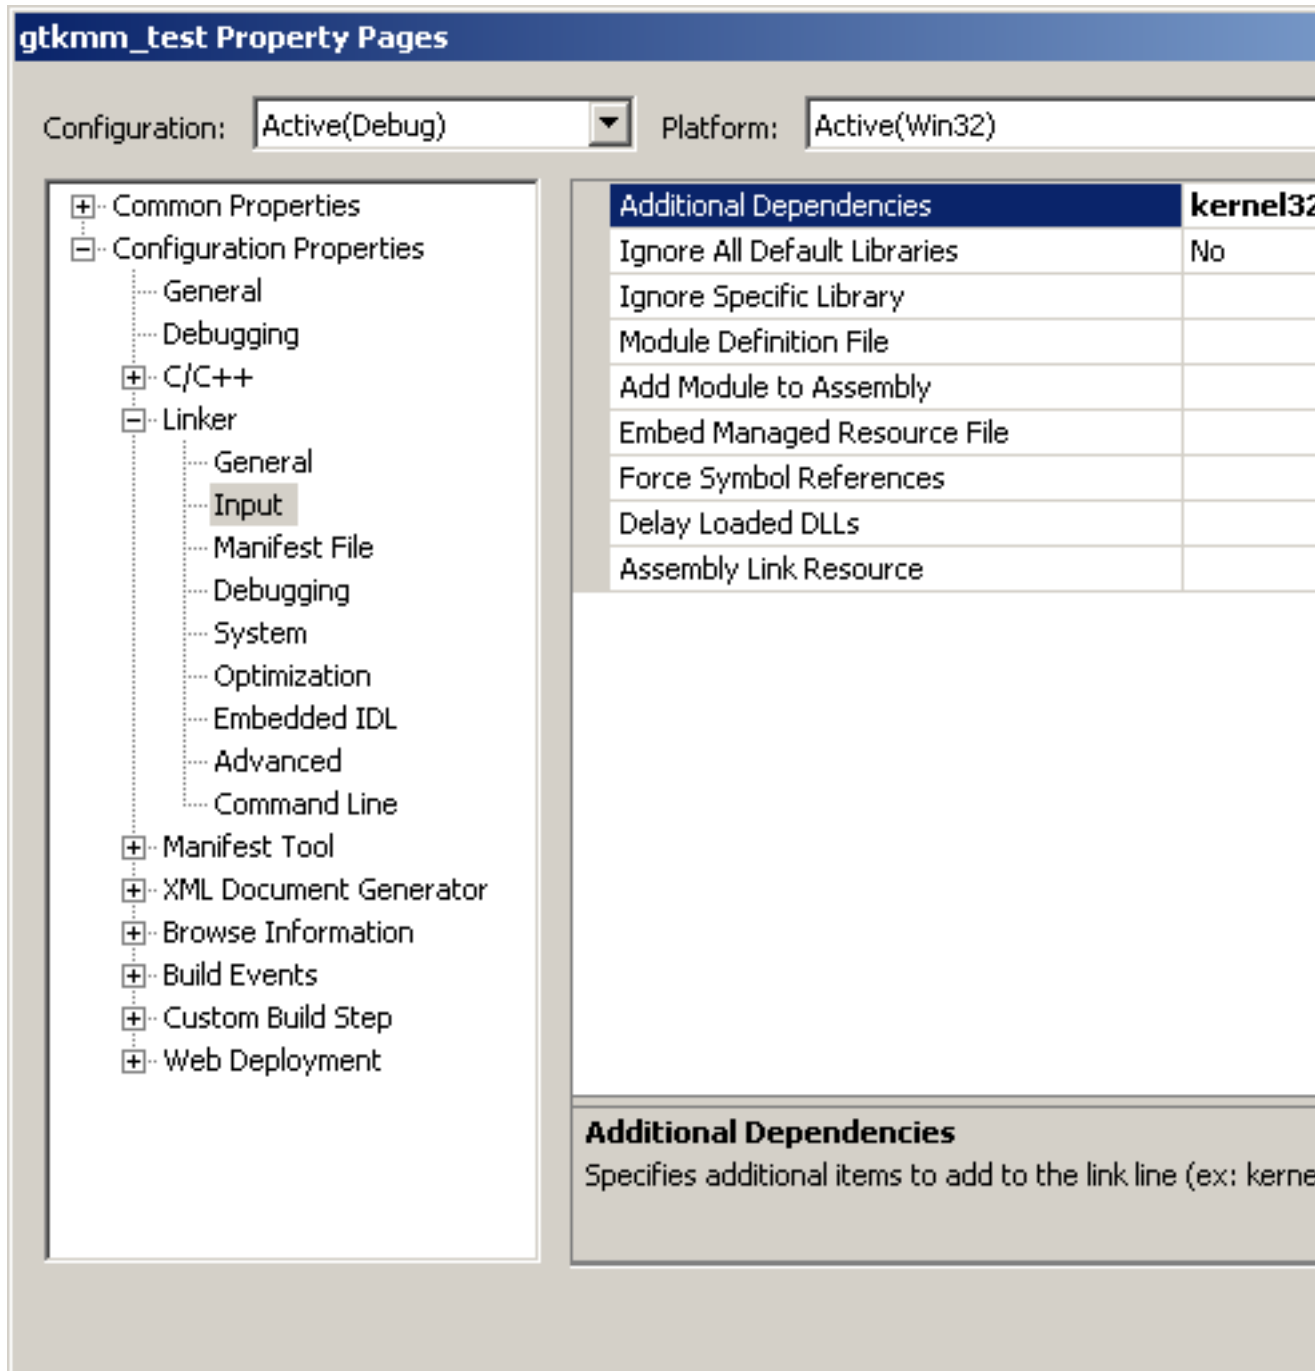 gtkmm_test Property Pages
Configuration: Active(Debug) Platform: Active(Win32)
Common Properties
Configuration Properties
General
Debugging
C/C++
Linker
General
Input
Manifest File
Debugging
System
Optimization
Embedded IDL
Advanced
Command Line
Manifest Tool
XML Document Generator
Browse Information
Build Events
Custom Build Step
Web Deployment
Additional Dependencies kernel32
Ignore All Default Libraries No
Ignore Specific Library
Module Definition File
Add Module to Assembly
Embed Managed Resource File
Force Symbol References
Delay Loaded DLLs
Assembly Link Resource
Additional Dependencies
Specifies additional items to add to the link line (ex: kerne